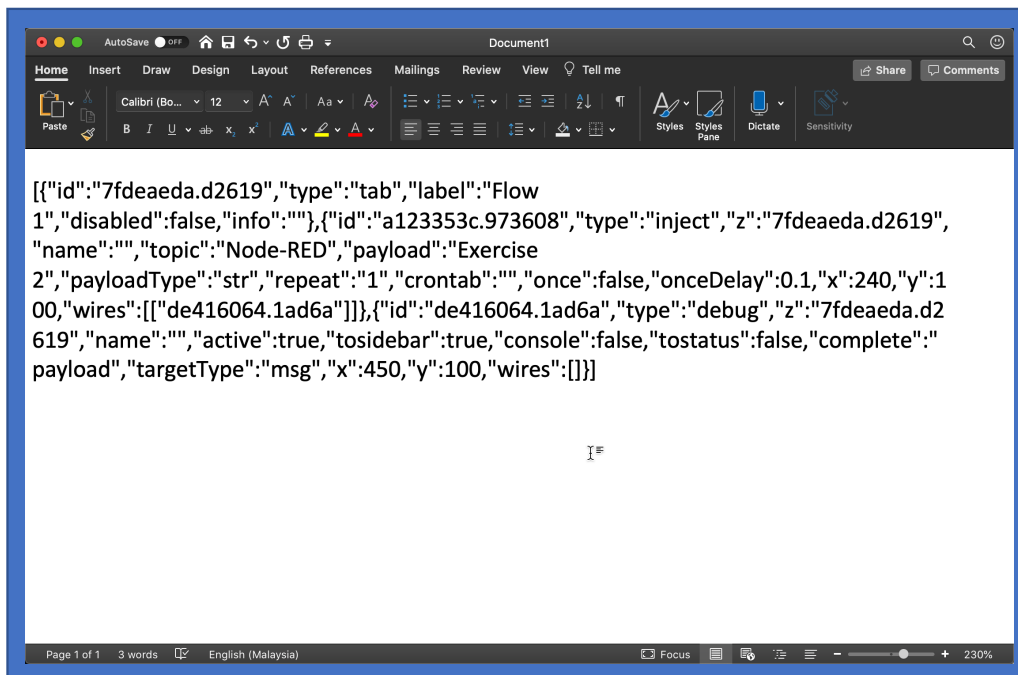 AutoSave OFF Document1
Home Insert Draw Design Layout References Mailings Review View Tell me Share Comments
Calibri (Bo... 12 A^ A˅ Aa A
Paste B I U ab x₂ x² A A Styles Styles Pane Dictate Sensitivity
[{"id":"7fdeaeda.d2619","type":"tab","label":"Flow
1","disabled":false,"info":""},{"id":"a123353c.973608","type":"inject","z":"7fdeaeda.d2619",
"name":"","topic":"Node-RED","payload":"Exercise
2","payloadType":"str","repeat":"1","crontab":"","once":false,"onceDelay":0.1,"x":240,"y":1
00,"wires":[["de416064.1ad6a"]]},{"id":"de416064.1ad6a","type":"debug","z":"7fdeaeda.d2
619","name":"","active":true,"tosidebar":true,"console":false,"tostatus":false,"complete":"
payload","targetType":"msg","x":450,"y":100,"wires":[]}]
Page 1 of 1 3 words English (Malaysia) Focus 230%